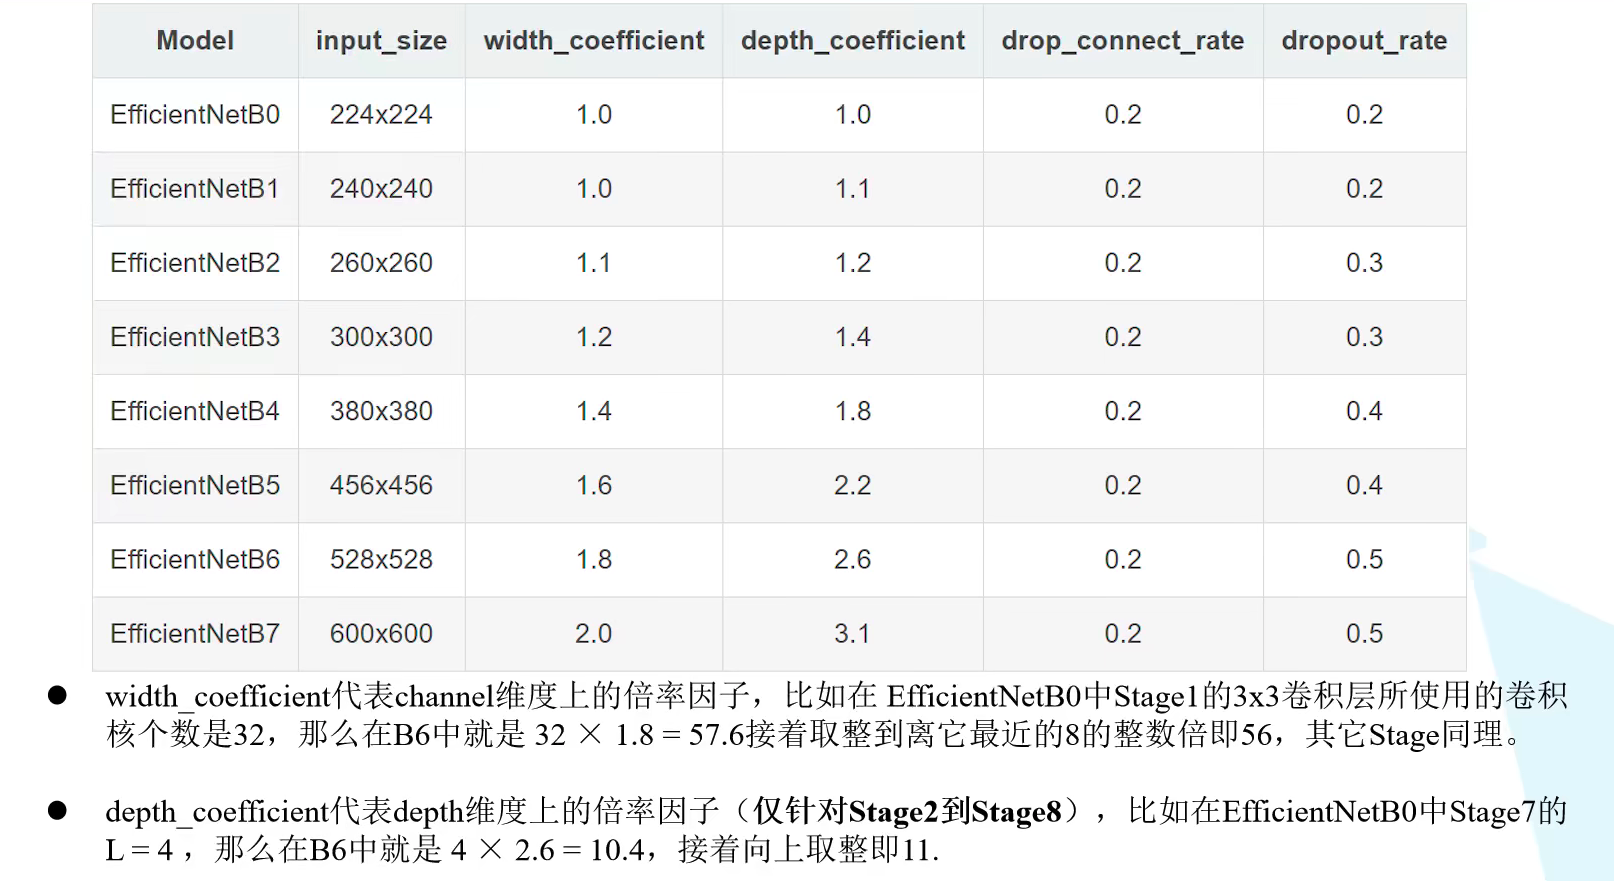 Model input_size width_coefficient depth_coefficient drop_connect_rate dropout_rate
EfficientNetB0 224x224 1.0 1.0 0.2 0.2
EfficientNetB1 240x240 1.0 1.1 0.2 0.2
EfficientNetB2 260x260 1.1 1.2 0.2 0.3
EfficientNetB3 300x300 1.2 1.4 0.2 0.3
EfficientNetB4 380x380 1.4 1.8 0.2 0.4
EfficientNetB5 456x456 1.6 2.2 0.2 0.4
EfficientNetB6 528x528 1.8 2.6 0.2 0.5
EfficientNetB7 600x600 2.0 3.1 0.2 0.5
● width_coefficient代表channel维度上的倍率因子，比如在 EfficientNetB0中Stage1的3x3卷积层所使用的卷积
核个数是32，那么在B6中就是 32 × 1.8 = 57.6接着取整到离它最近的8的整数倍即56，其它Stage同理。
● depth_coefficient代表depth维度上的倍率因子（仅针对Stage2到Stage8），比如在EfficientNetB0中Stage7的
L = 4 ，那么在B6中就是 4 × 2.6 = 10.4，接着向上取整即11.